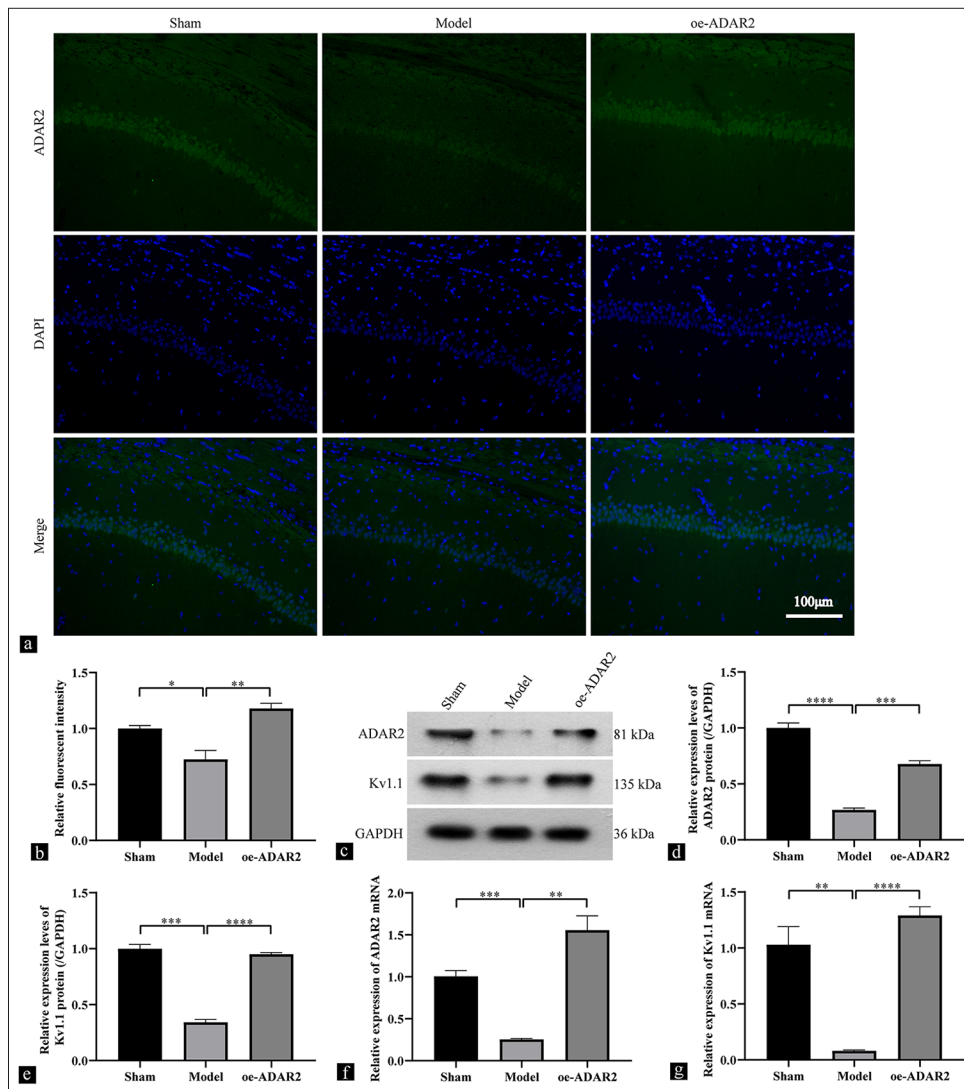 Sham Model oe-ADAR2
ADAR2
DAPI
Merge
100μm
a
Relative fluorescent intensity
1.5
1.0
0.5
0.0
* **
Sham Model oe-ADAR2
b
Sham Model oe-ADAR2
ADAR2 81 kDa
Kv1.1 135 kDa
GAPDH 36 kDa
c
Relative expression leves of
ADAR2 protein (/GAPDH)
1.5
1.0
0.5
0.0
**** ***
Sham Model oe-ADAR2
d
Relative expression leves of
Kv1.1 protein (/GAPDH)
1.5
1.0
0.5
0.0
*** ****
Sham Model oe-ADAR2
e
Relative expression of ADAR2 mRNA
2.0
1.5
1.0
0.5
0.0
*** **
Sham Model oe-ADAR2
f
Relative expression of Kv1.1 mRNA
1.5
1.0
0.5
0.0
** ****
Sham Model oe-ADAR2
g